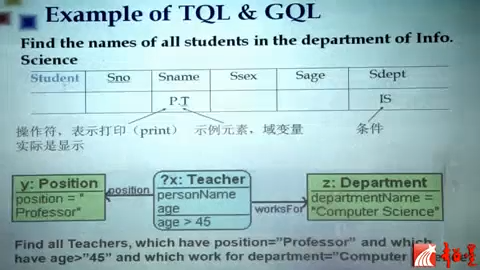 Example of TQL & GQL
Find the names of all students in the department of Info.
Science
Student Sno Sname Ssex Sage Sdept
P.T IS
操作符，表示打印（print） 示例元素，域变量 条件
实际是显示
y: Position
position = "
Professor"
position
?x: Teacher
personName
age
age > 45
worksFor
z: Department
departmentName =
"Computer Science"
Find all Teachers, which have position="Professor" and which
have age>"45" and which work for department="Computer